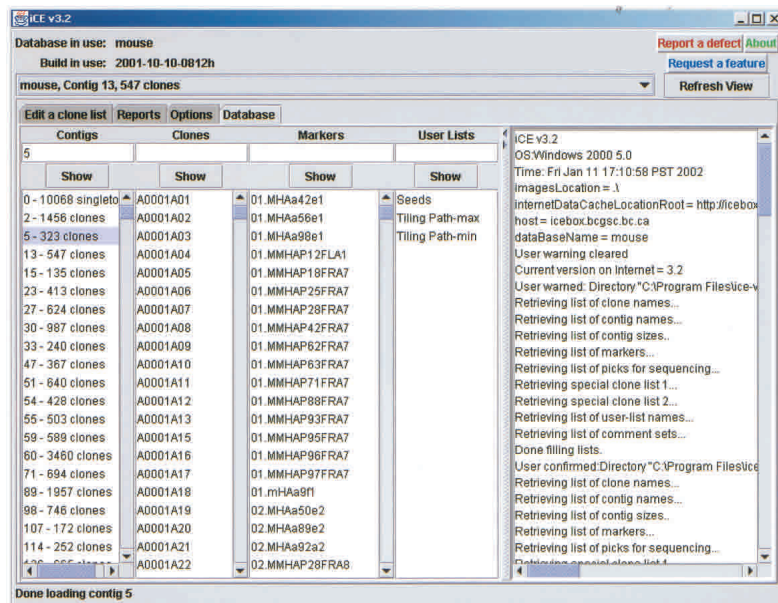 iCE v3.2
Database in use: mouse
Report a defect About
Build in use: 2001-10-10-0812h
Request a feature
mouse, Contig 13, 547 clones
Refresh View
Edit a clone list Reports Options Database
Contigs Clones Markers User Lists
5
Show Show Show Show
0 - 10068 singleto A0001A01 01.MHAa42e1 Seeds
2 - 1456 clones A0001A02 01.MHAa56e1 Tiling Path-max
5 - 323 clones A0001A03 01.MHAa98e1 Tiling Path-min
13 - 547 clones A0001A04 01.MMHAP12FLA1
15 - 135 clones A0001A05 01.MMHAP18FRA7
23 - 413 clones A0001A06 01.MMHAP25FRA7
27 - 624 clones A0001A07 01.MMHAP28FRA7
30 - 987 clones A0001A08 01.MMHAP42FRA7
33 - 240 clones A0001A09 01.MMHAP62FRA7
47 - 367 clones A0001A10 01.MMHAP63FRA7
51 - 640 clones A0001A11 01.MMHAP71FRA7
54 - 428 clones A0001A12 01.MMHAP88FRA7
55 - 503 clones A0001A13 01.MMHAP93FRA7
59 - 589 clones A0001A15 01.MMHAP95FRA7
60 - 3460 clones A0001A16 01.MMHAP96FRA7
71 - 694 clones A0001A17 01.MMHAP97FRA7
89 - 1957 clones A0001A18 01.mHAa9f1
98 - 746 clones A0001A19 02.MHAa50e2
107 - 172 clones A0001A20 02.MHAa89e2
114 - 252 clones A0001A21 02.MHAa92a2
A0001A22 02.MMHAP28FRA8
iCE v3.2
OS:Windows 2000 5.0
Time: Fri Jan 11 17:10:58 PST 2002
imagesLocation = .\
internetDataCacheLocationRoot = http://icebox
host = icebox.bcgsc.bc.ca
dataBaseName = mouse
User warning cleared
Current version on Internet = 3.2
User warned: Directory "C:\Program Files\ice-v
Retrieving list of clone names...
Retrieving list of contig names...
Retrieving list of contig sizes..
Retrieving list of markers...
Retrieving list of picks for sequencing...
Retrieving special clone list 1...
Retrieving special clone list 2...
Retrieving list of user-list names...
Retrieving list of comment sets...
Done filling lists.
User confirmed:Directory "C:\Program Files\ice
Retrieving list of clone names...
Retrieving list of contig names...
Retrieving list of contig sizes..
Retrieving list of markers...
Retrieving list of picks for sequencing...
Done loading contig 5